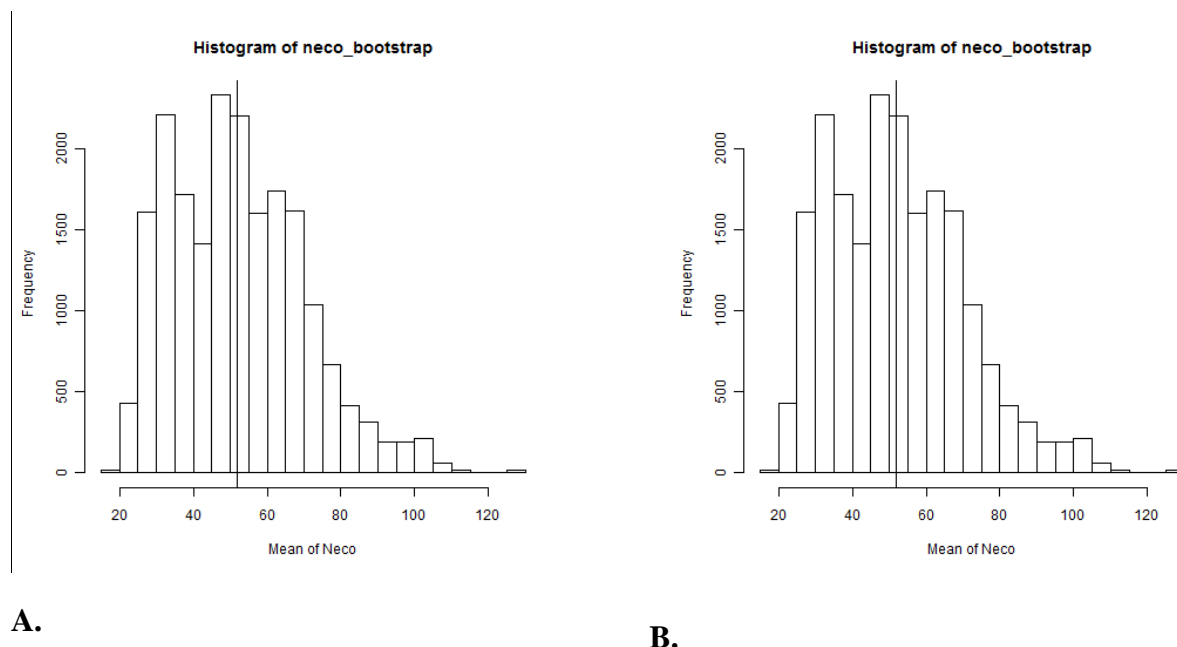 Histogram of neco_bootstrap
Frequency
0 500 1000 1500 2000
20 40 60 80 100 120
Mean of Neco
A.
Histogram of neco_bootstrap
Frequency
0 500 1000 1500 2000
20 40 60 80 100 120
Mean of Neco
B.